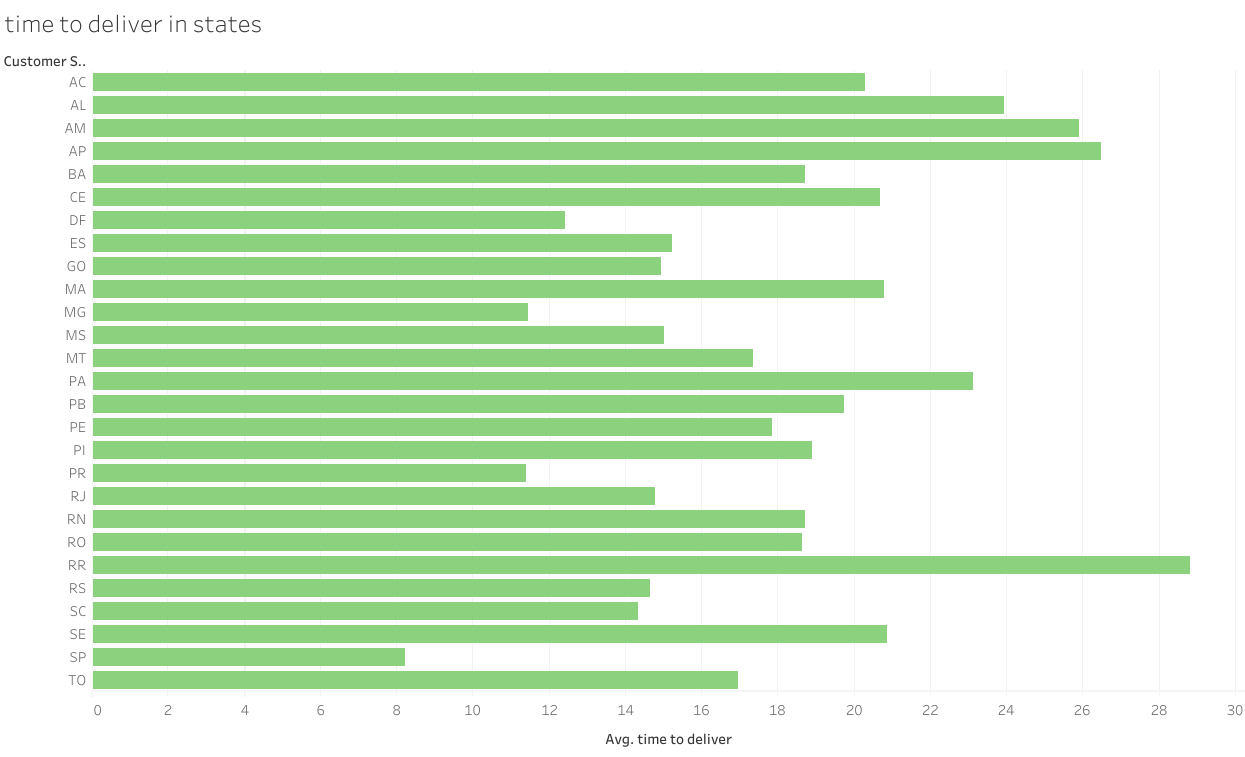 time to deliver in states
Customer S..
AC
AL
AM
AP
BA
CE
DF
ES
GO
MA
MG
MS
MT
PA
PB
PE
PI
PR
RJ
RN
RO
RR
RS
SC
SE
SP
TO
0 2 4 6 8 10 12 14 16 18 20 22 24 26 28 30
Avg. time to deliver